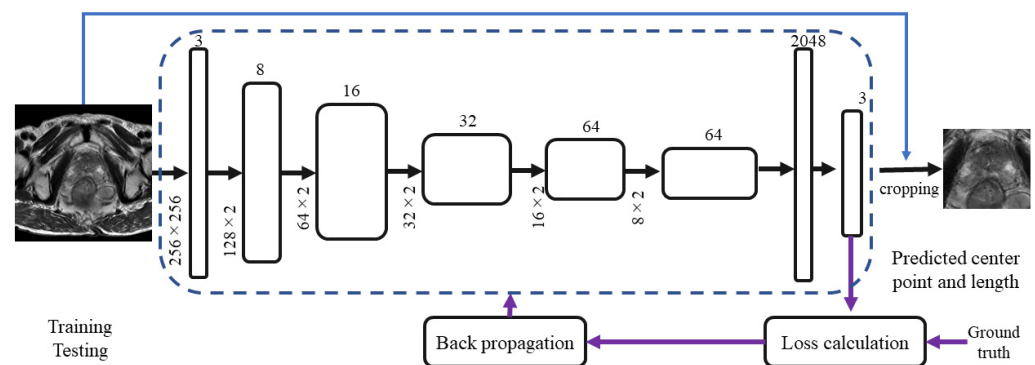 3
8
16
32
64
64
2048
3
256×256
128×2
64×2
32×2
16×2
8×2
cropping
Predicted center
point and length
Training
Testing
Back propagation
Loss calculation
Ground
truth